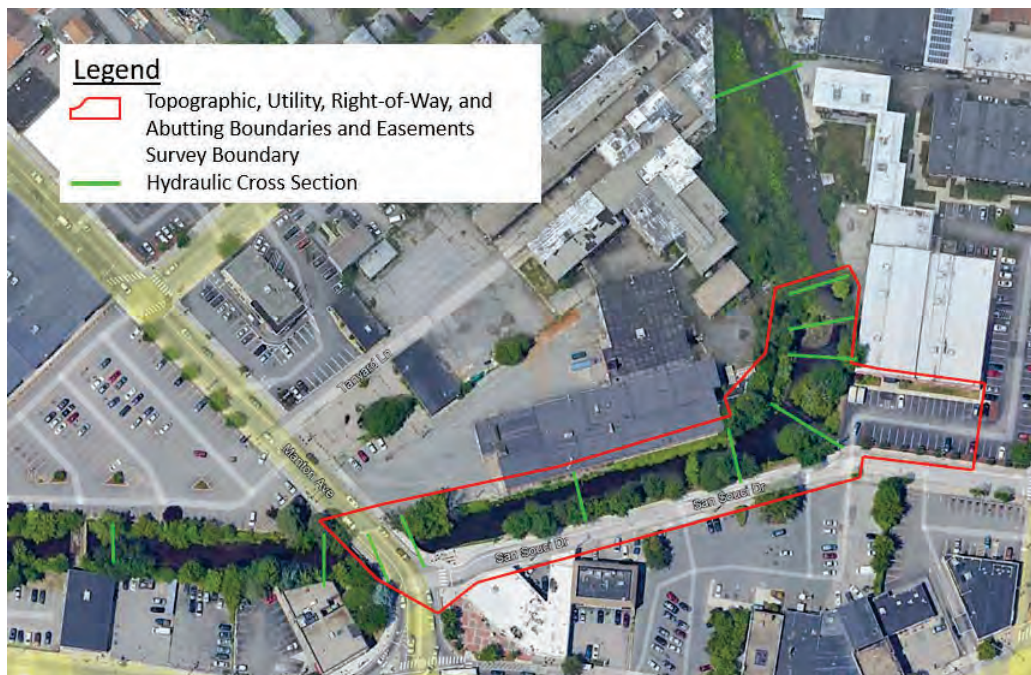 Legend
Topographic, Utility, Right-of-Way, and
Abutting Boundaries and Easements
Survey Boundary
Hydraulic Cross Section
Tanyard Ln
Manton Ave
San Souci Dr
San Souci Dr